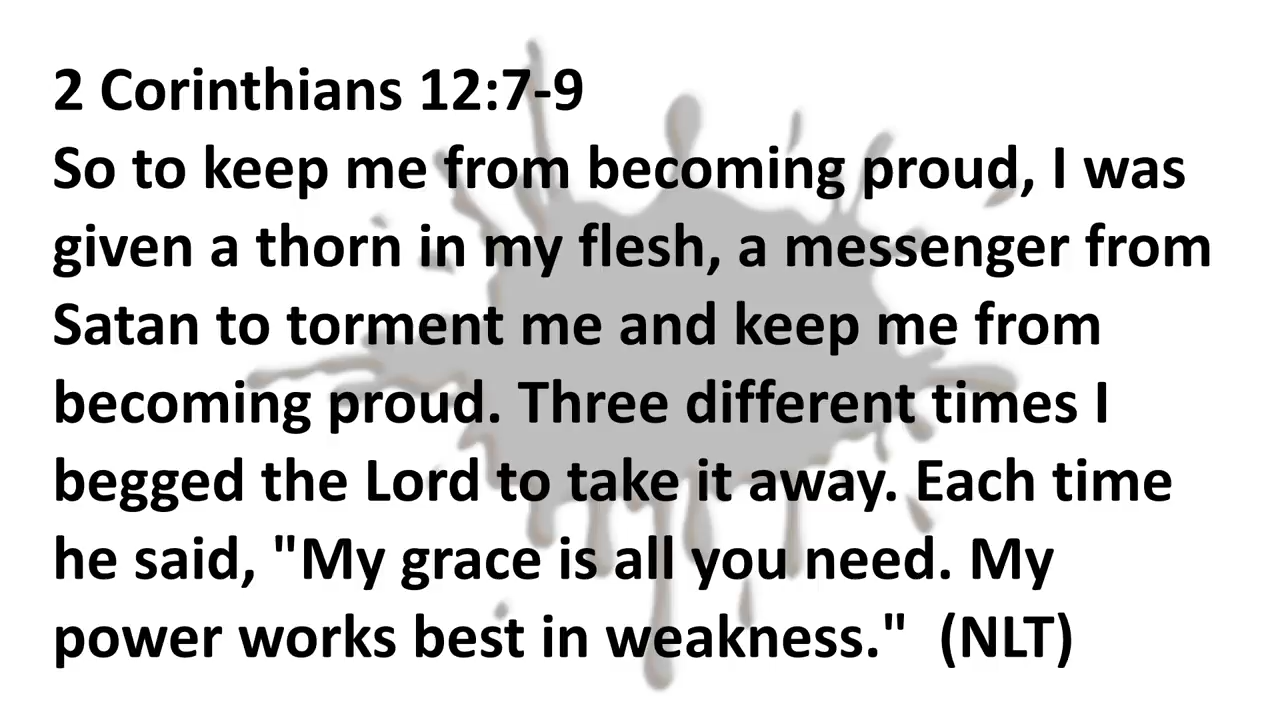 2 Corinthians 12:7-9
So to keep me from becoming proud, I was
given a thorn in my flesh, a messenger from
Satan to torment me and keep me from
becoming proud. Three different times I
begged the Lord to take it away. Each time
he said, "My grace is all you need. My
power works best in weakness."  (NLT)